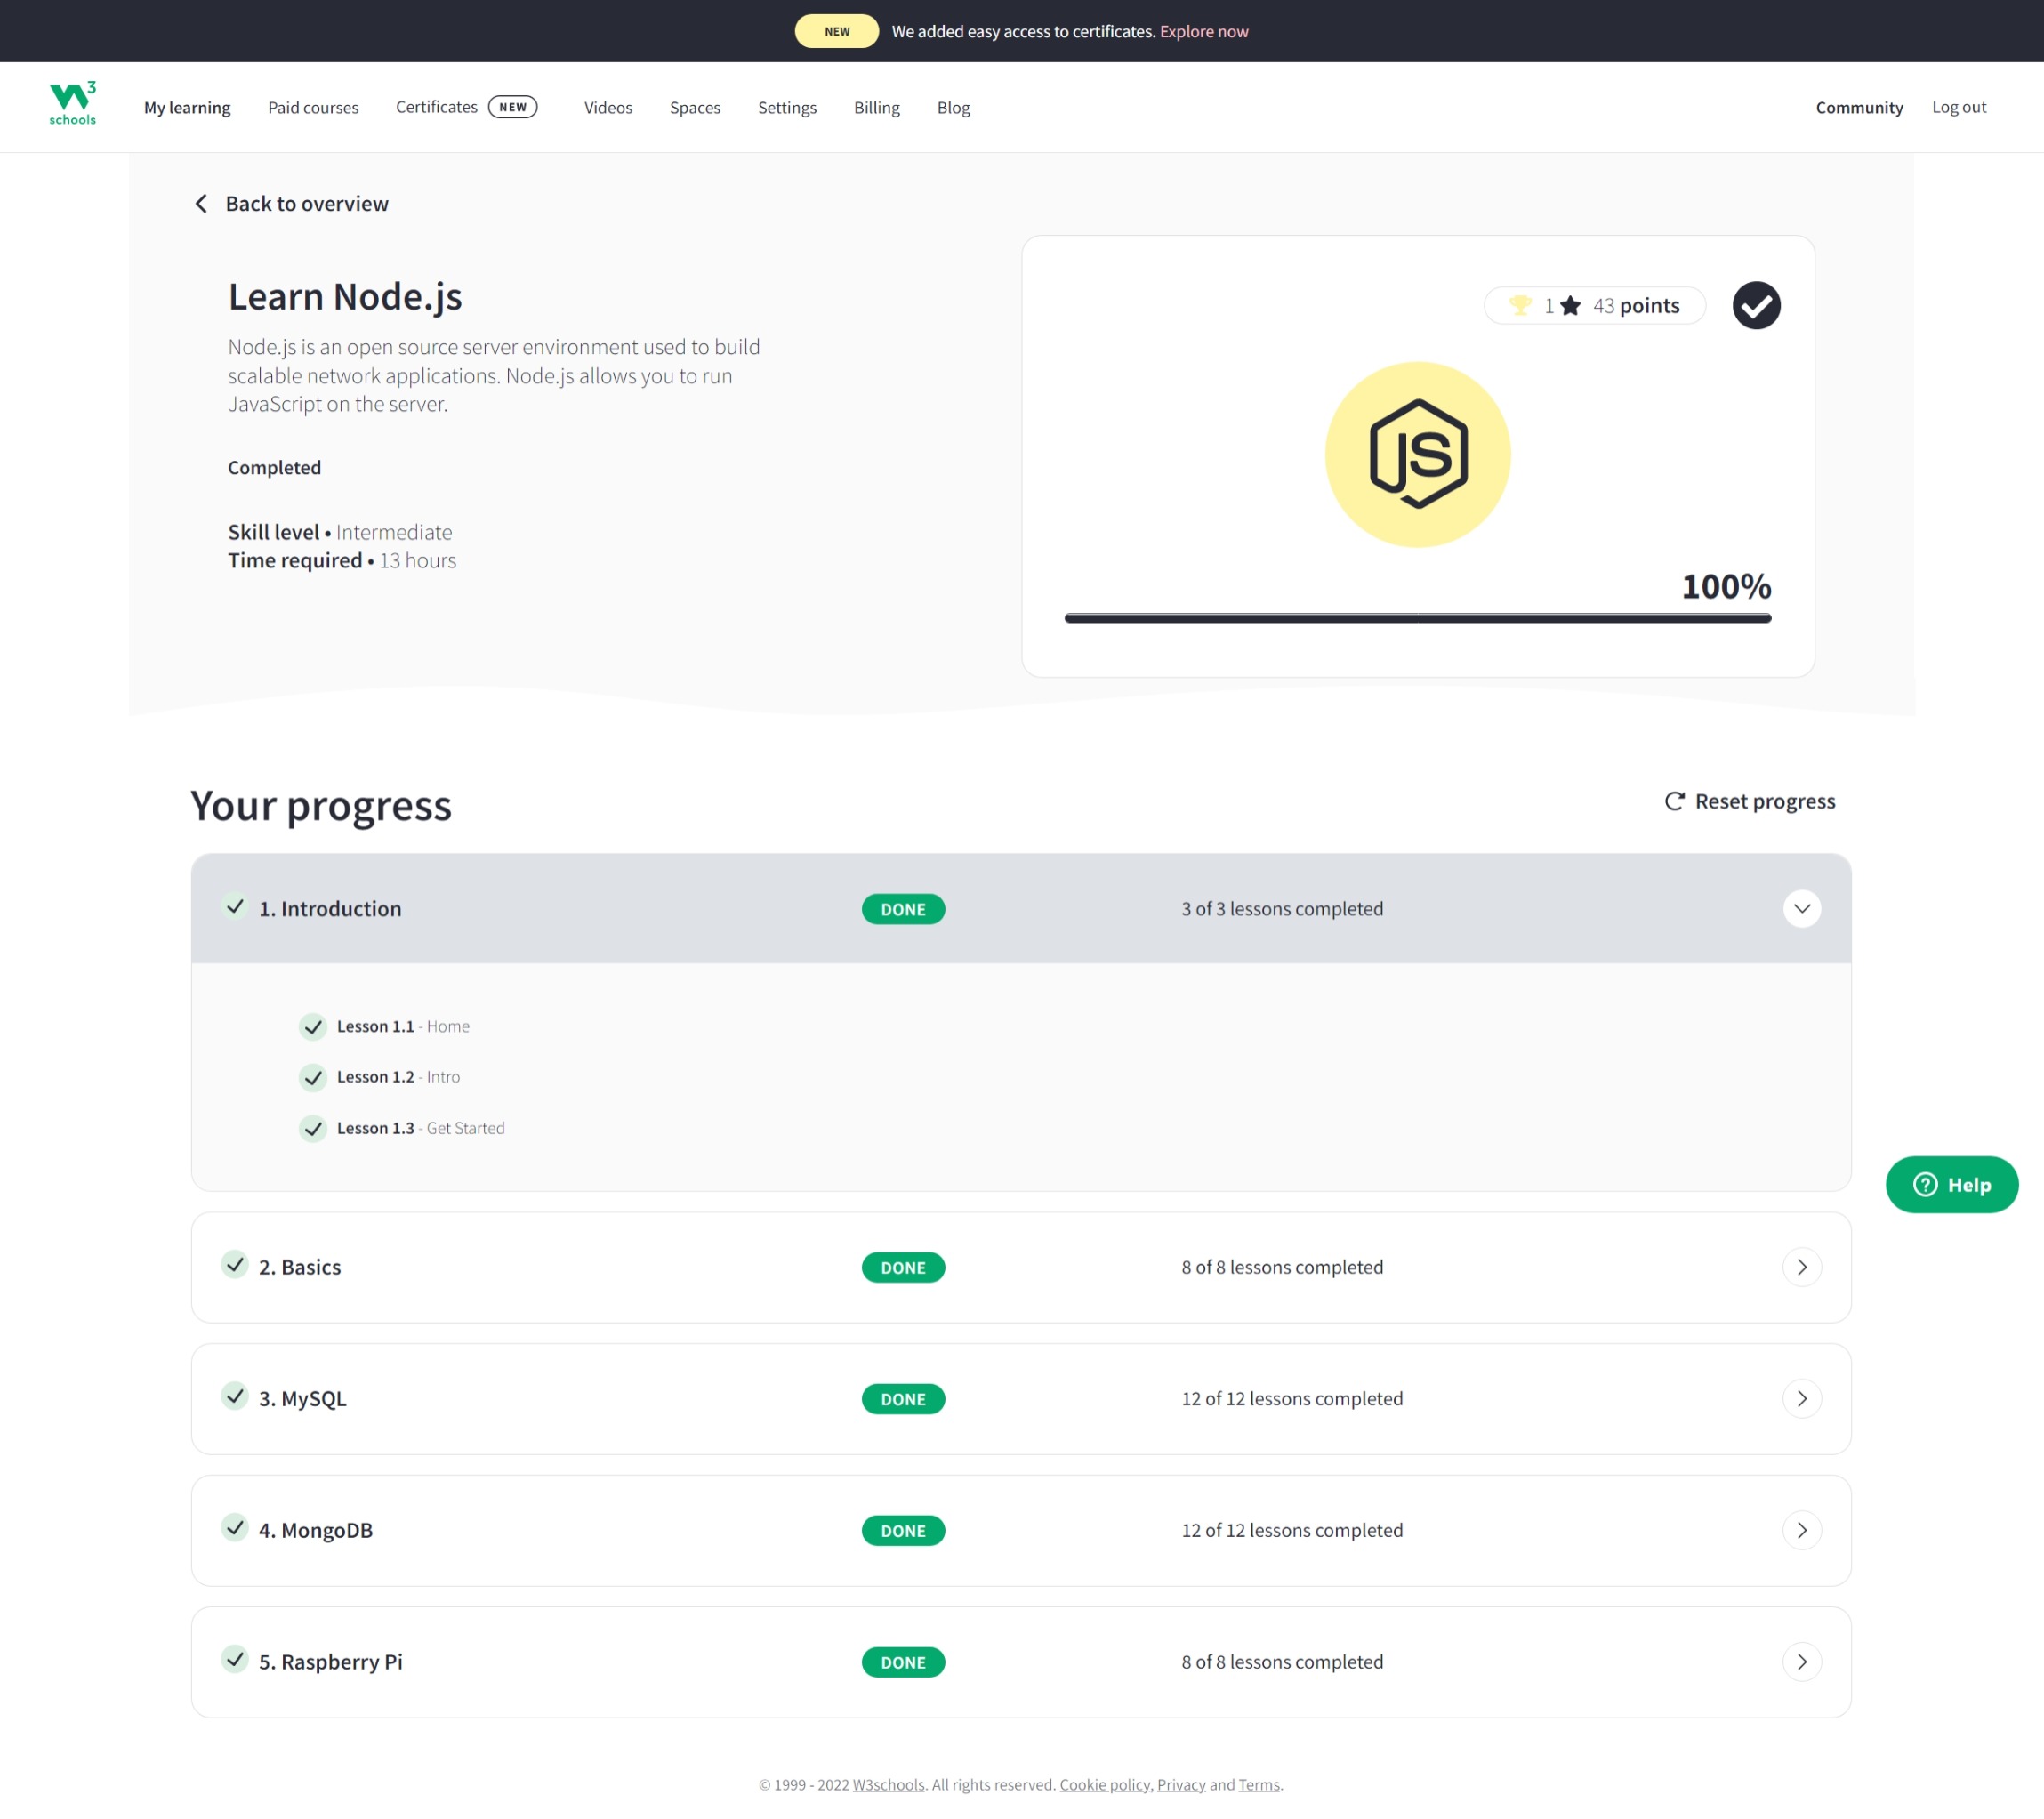 NEW We added easy access to certificates. Explore now
W3 schools
My learning Paid courses Certificates NEW Videos Spaces Settings Billing Blog Community Log out
Back to overview
Learn Node.js
Node.js is an open source server environment used to build
scalable network applications. Node.js allows you to run
JavaScript on the server.
Completed
Skill level • Intermediate
Time required • 13 hours
1 43 points
JS
100%
Your progress
Reset progress
1. Introduction DONE 3 of 3 lessons completed
Lesson 1.1 - Home
Lesson 1.2 - Intro
Lesson 1.3 - Get Started
Help
2. Basics DONE 8 of 8 lessons completed
3. MySQL DONE 12 of 12 lessons completed
4. MongoDB DONE 12 of 12 lessons completed
5. Raspberry Pi DONE 8 of 8 lessons completed
© 1999 - 2022 W3schools. All rights reserved. Cookie policy, Privacy and Terms.